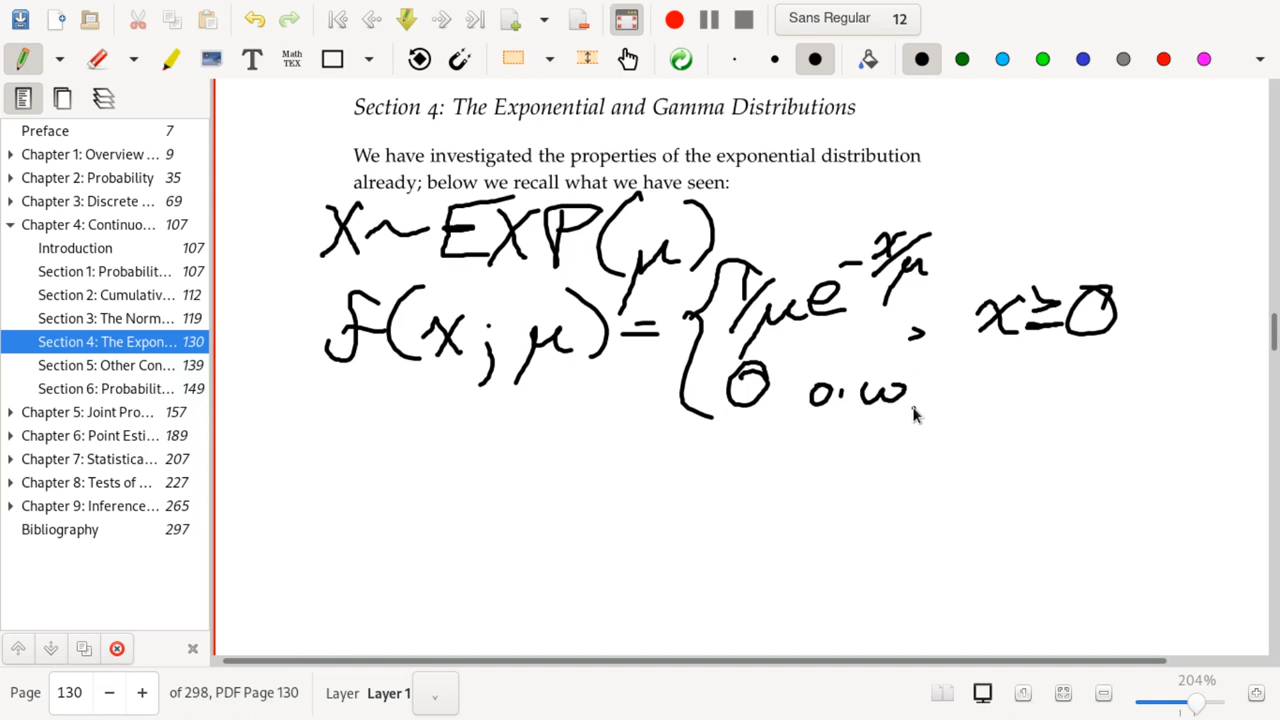 Sans Regular 12
Math
TEX
Preface 7
Chapter 1: Overview ... 9
Chapter 2: Probability 35
Chapter 3: Discrete ... 69
Chapter 4: Continuo... 107
Introduction 107
Section 1: Probabilit... 107
Section 2: Cumulativ... 112
Section 3: The Norm... 119
Section 4: The Expon... 130
Section 5: Other Con... 139
Section 6: Probabilit... 149
Chapter 5: Joint Pro... 157
Chapter 6: Point Esti... 189
Chapter 7: Statistica... 207
Chapter 8: Tests of ... 227
Chapter 9: Inference... 265
Bibliography 297
Section 4: The Exponential and Gamma Distributions
We have investigated the properties of the exponential distribution
already; below we recall what we have seen:
X~EXP(μ)
f(x; μ) = { 1/μ e^{-x/μ}, x≥0
0 o.w.
Page 130 of 298, PDF Page 130 Layer Layer 1 204%